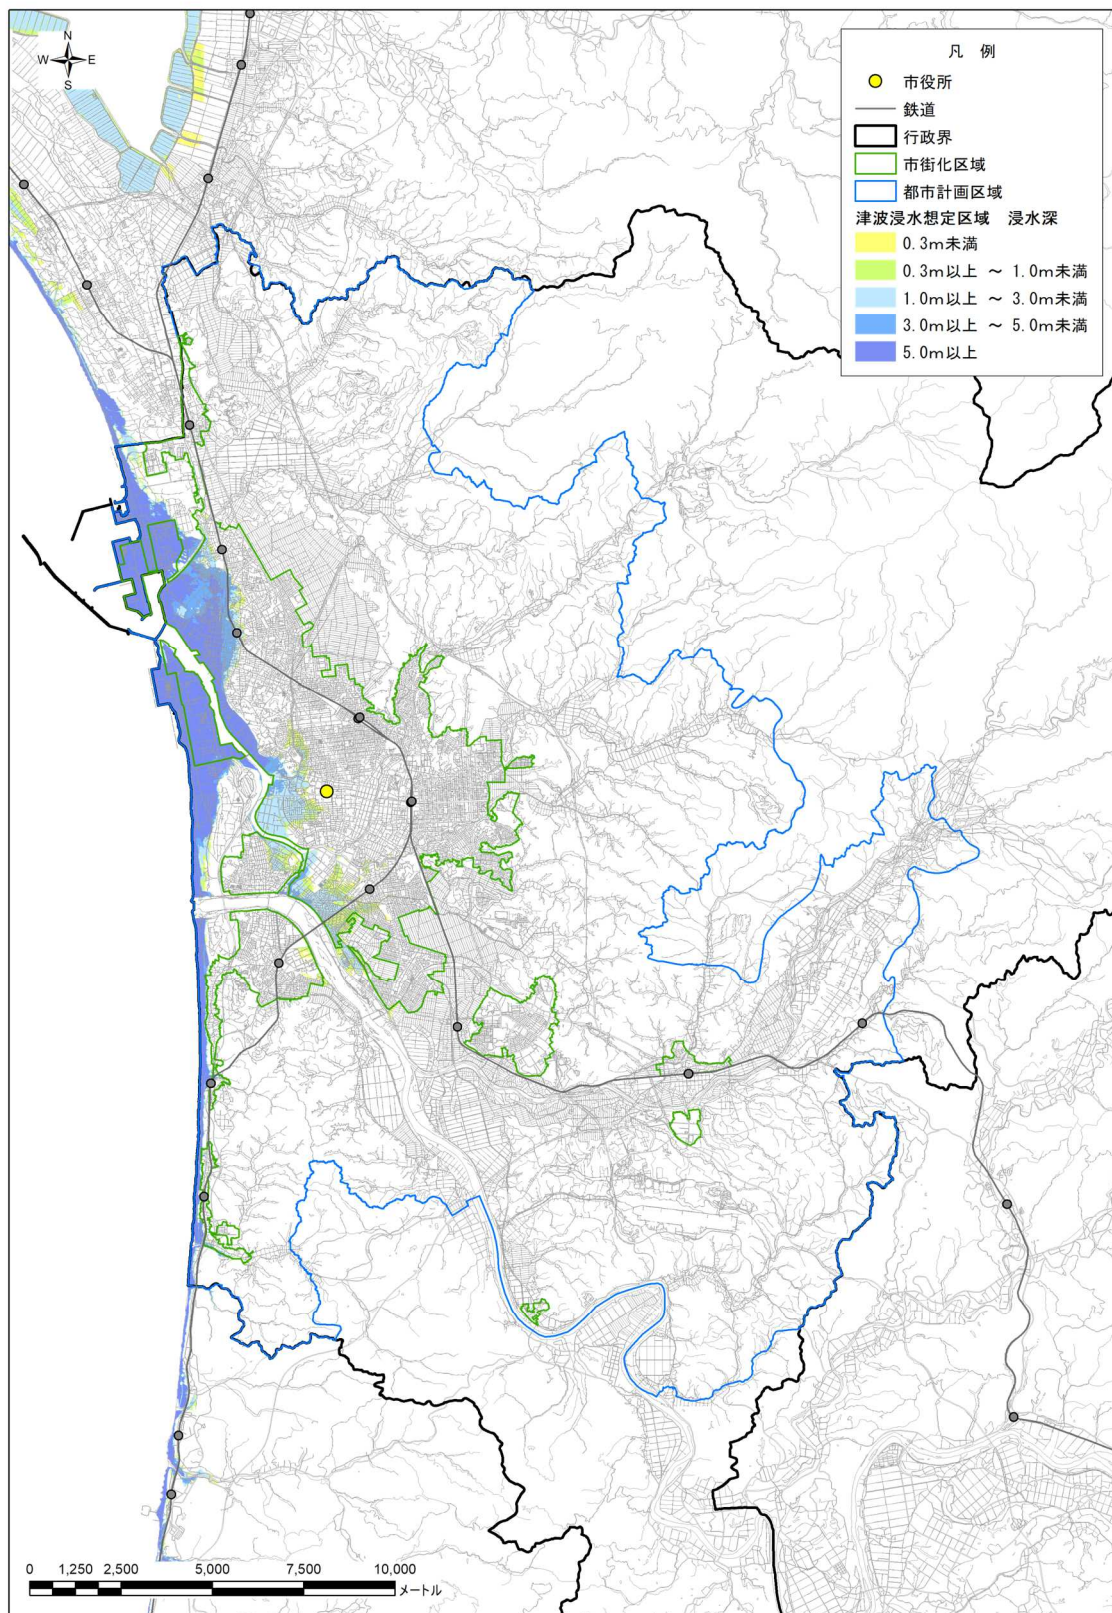 N
W E
S
凡 例
市役所
鉄道
行政界
市街化区域
都市計画区域
津波浸水想定区域 浸水深
0.3m未満
0.3m以上 ～ 1.0m未満
1.0m以上 ～ 3.0m未満
3.0m以上 ～ 5.0m未満
5.0m以上
0 1,250 2,500 5,000 7,500 10,000
メートル